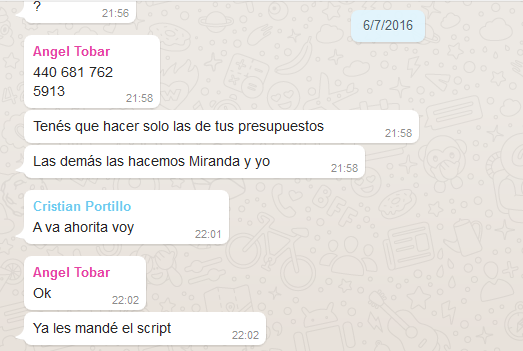 ?
21:56
6/7/2016
Angel Tobar
440 681 762
5913
21:58
Tenés que hacer solo las de tus presupuestos
21:58
Las demás las hacemos Miranda y yo
21:58
Cristian Portillo
A va ahorita voy
22:01
Angel Tobar
Ok
22:02
Ya les mandé el script
22:02